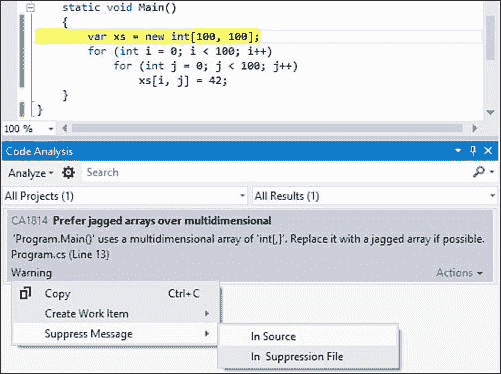 static void Main()
{
var xs = new int[100, 100];
for (int i = 0; i < 100; i++)
for (int j = 0; j < 100; j++)
xs[i, j] = 42;
}
}
100 %
Code Analysis
Analyze Search
All Projects (1) All Results (1)
CA1814 Prefer jagged arrays over multidimensional
'Program.Main()' uses a multidimensional array of 'int[,]'. Replace it with a jagged array if possible.
Program.cs (Line 13)
Warning Actions
Copy Ctrl+C
Create Work Item
Suppress Message
In Source
In Suppression File